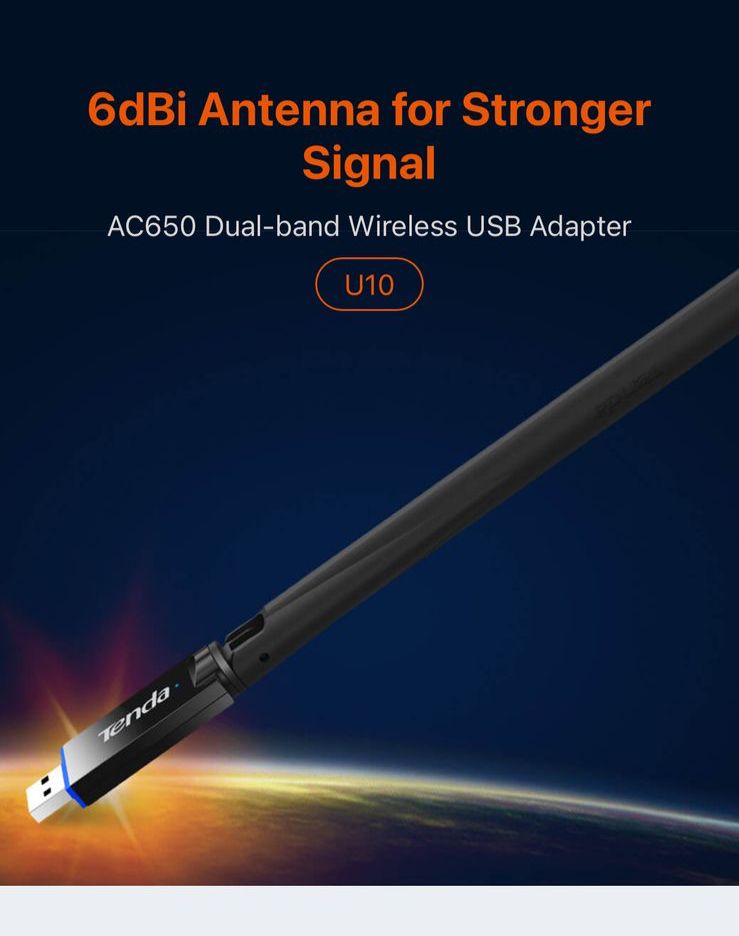 6dBi Antenna for Stronger
Signal
AC650 Dual-band Wireless USB Adapter
U10
Tenda